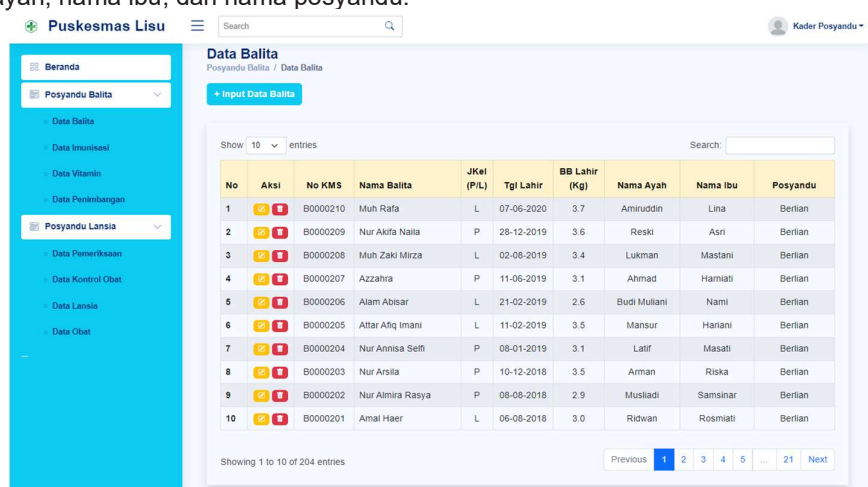 ayah, nama ibu, dan nama posyandu.
Puskesmas Lisu
Search
Kader Posyandu
Beranda
Posyandu Balita
Data Balita
Data Imunisasi
Data Vitamin
Data Penimbangan
Posyandu Lansia
Data Pemeriksaan
Data Kontrol Obat
Data Lansia
Data Obat
Data Balita
Posyandu Balita / Data Balita
+ Input Data Balita
Show 10 entries Search:
No Aksi No KMS Nama Balita JKel (P/L) Tgl Lahir BB Lahir (Kg) Nama Ayah Nama Ibu Posyandu
1 B0000210 Muh Rafa L 07-06-2020 3.7 Amiruddin Lina Berlian
2 B0000209 Nur Akifa Naila P 28-12-2019 3.6 Reski Asri Berlian
3 B0000208 Muh Zaki Mirza L 02-08-2019 3.4 Lukman Mastani Berlian
4 B0000207 Azzahra P 11-06-2019 3.1 Ahmad Harniati Berlian
5 B0000206 Alam Abisar L 21-02-2019 2.6 Budi Muliani Nami Berlian
6 B0000205 Attar Afiq Imani L 11-02-2019 3.5 Mansur Hariani Berlian
7 B0000204 Nur Annisa Selfi P 08-01-2019 3.1 Latif Masati Berlian
8 B0000203 Nur Arsila P 10-12-2018 3.5 Arman Riska Berlian
9 B0000202 Nur Almira Rasya P 08-08-2018 2.9 Musliadi Samsinar Berlian
10 B0000201 Amal Haer L 06-08-2018 3.0 Ridwan Rosmiati Berlian
Showing 1 to 10 of 204 entries
Previous 1 2 3 4 5 ... 21 Next